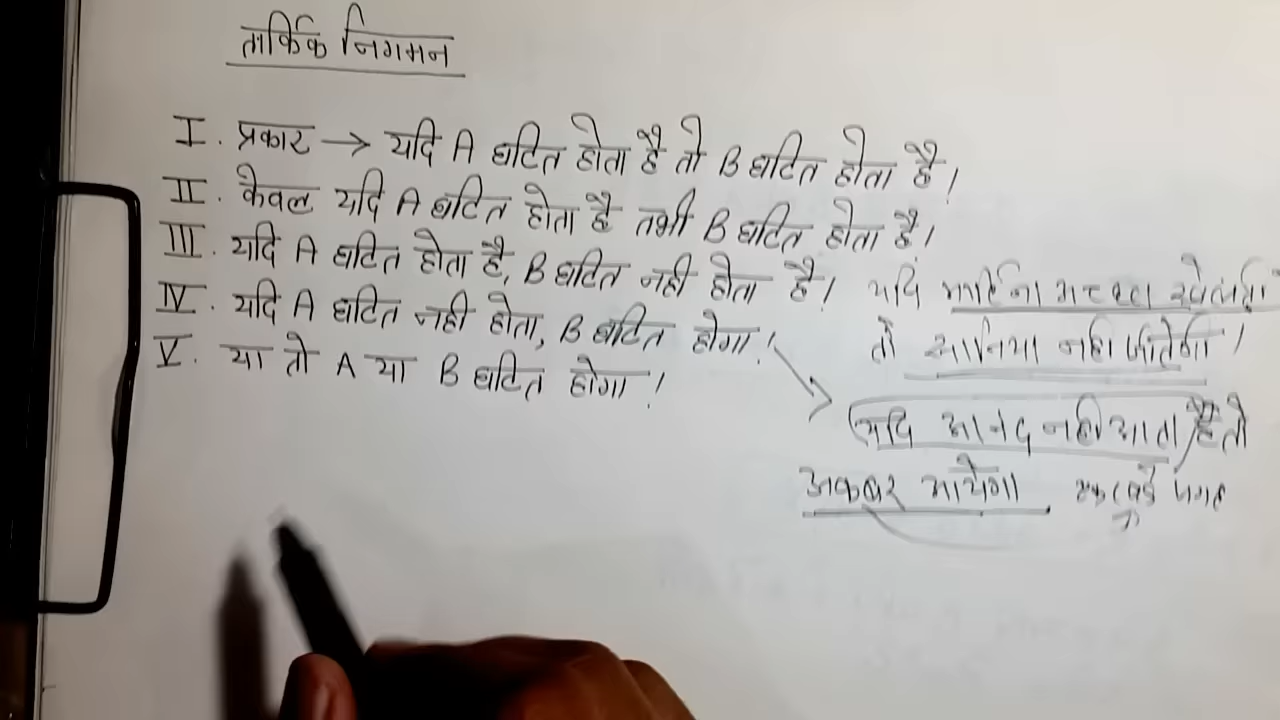 तार्किक निगमन
I. प्रकार → यदि A घटित होता है तो B घटित होता है।
II. केवल यदि A घटित होता है तभी B घटित होता है।
III. यदि A घटित होता है, B घटित नही होता है।
IV. यदि A घटित नही होता, B घटित होगा।
V. या तो A या B घटित होगा।
यदि मार्टिना
तो सानिया नही जीतेगी।
यदि आनंद नही आता है तो
अकबर आयेगा